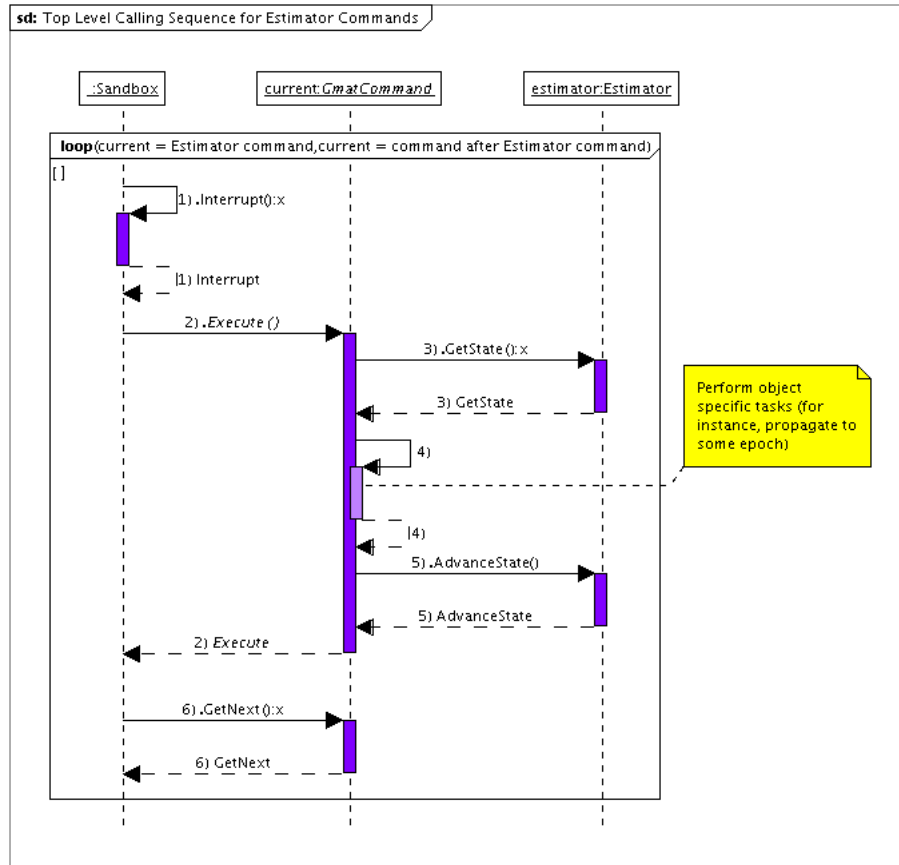 sd: Top Level Calling Sequence for Estimator Commands
_:Sandbox
current:GmatCommand
estimator:Estimator
loop(current = Estimator command,current = command after Estimator command)
[ ]
1) .Interrupt():x
1) Interrupt
2) .Execute ()
3) .GetState():x
3) GetState
Perform object
specific tasks (for
instance, propagate to
some epoch)
4)
4)
5) .AdvanceState()
5) AdvanceState
2) Execute
6) .GetNext():x
6) GetNext